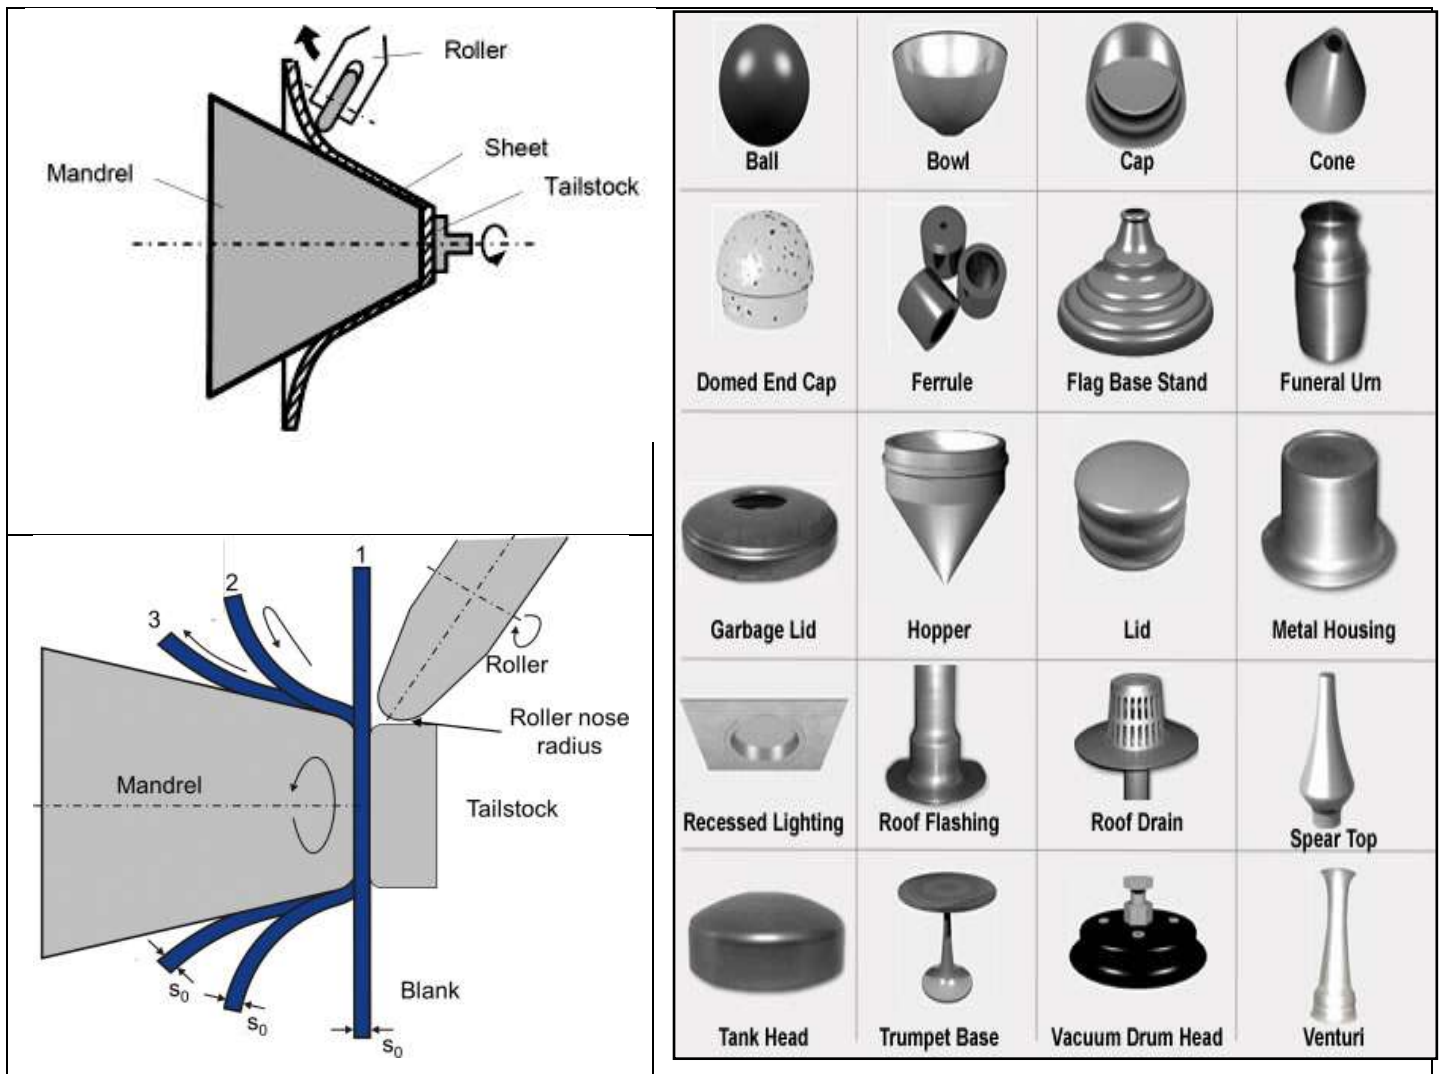 Roller
Sheet
Tailstock
Mandrel
1
2
3
Roller
Roller nose
radius
Mandrel
Tailstock
Blank
s0
s0
s0
Ball
Bowl
Cap
Cone
Domed End Cap
Ferrule
Flag Base Stand
Funeral Urn
Garbage Lid
Hopper
Lid
Metal Housing
Recessed Lighting
Roof Flashing
Roof Drain
Spear Top
Tank Head
Trumpet Base
Vacuum Drum Head
Venturi